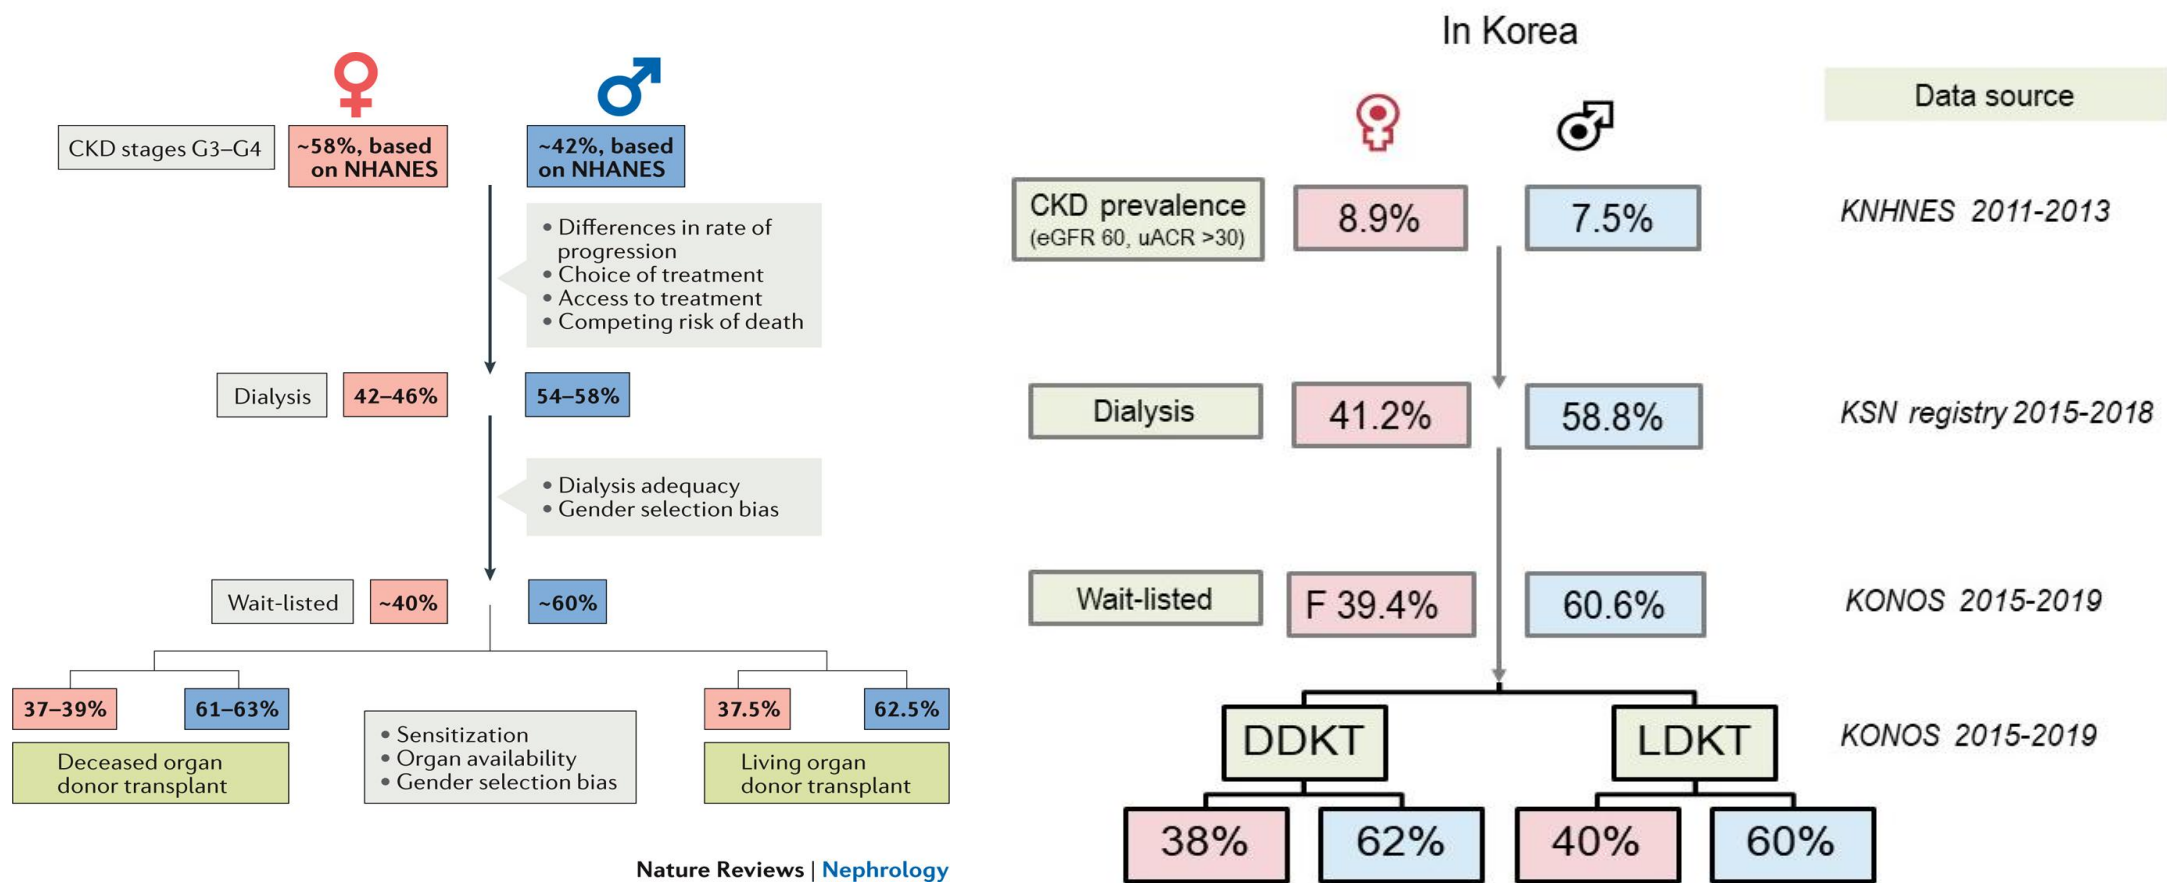 CKD stages G3–G4
~58%, based
on NHANES
~42%, based
on NHANES
• Differences in rate of
progression
• Choice of treatment
• Access to treatment
• Competing risk of death
Dialysis
42–46%
54–58%
• Dialysis adequacy
• Gender selection bias
Wait-listed
~40%
~60%
37–39%
61–63%
37.5%
62.5%
Deceased organ
donor transplant
• Sensitization
• Organ availability
• Gender selection bias
Living organ
donor transplant
Nature Reviews | Nephrology
In Korea
Data source
CKD prevalence
(eGFR 60, uACR >30)
8.9%
7.5%
KNHNES 2011-2013
Dialysis
41.2%
58.8%
KSN registry 2015-2018
Wait-listed
F 39.4%
60.6%
KONOS 2015-2019
DDKT
LDKT
KONOS 2015-2019
38%
62%
40%
60%